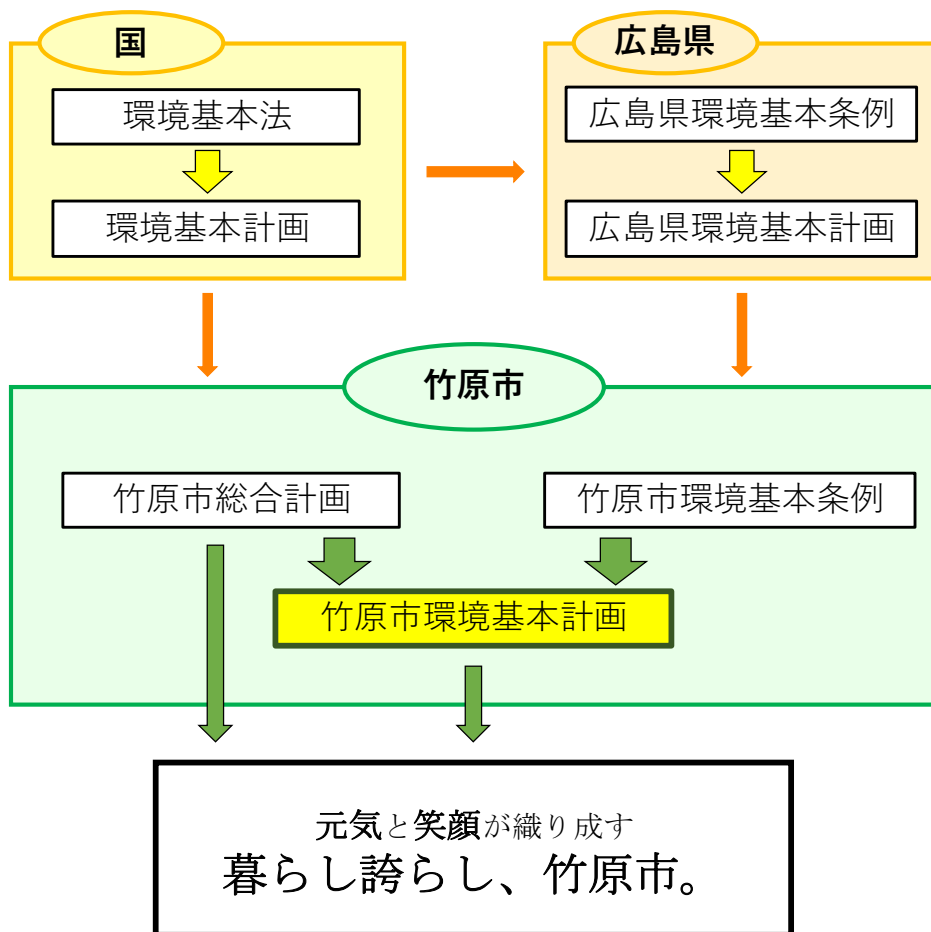 国
環境基本法
環境基本計画
広島県
広島県環境基本条例
広島県環境基本計画
竹原市
竹原市総合計画
竹原市環境基本条例
竹原市環境基本計画
元気と笑顔が織り成す
暮らし誇らし、竹原市。